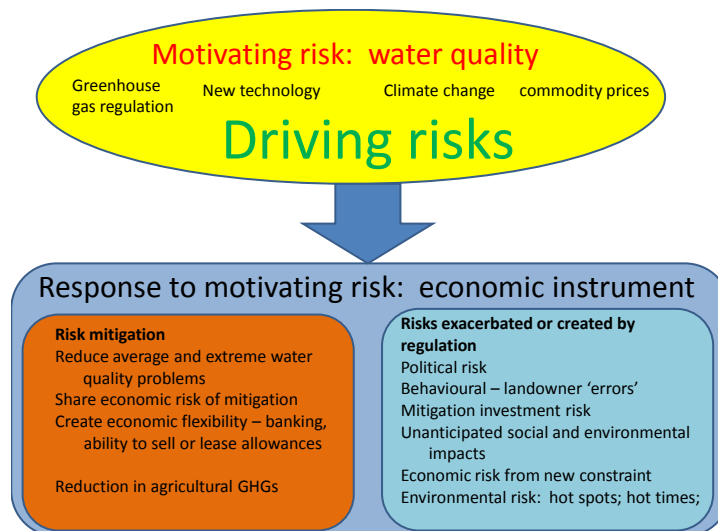 Motivating risk: water quality
Greenhouse
gas regulation
New technology
Climate change
commodity prices
Driving risks
Response to motivating risk: economic instrument
Risk mitigation
Reduce average and extreme water
quality problems
Share economic risk of mitigation
Create economic flexibility – banking,
ability to sell or lease allowances
Reduction in agricultural GHGs
Risks exacerbated or created by
regulation
Political risk
Behavioural – landowner ‘errors’
Mitigation investment risk
Unanticipated social and environmental
impacts
Economic risk from new constraint
Environmental risk: hot spots; hot times;